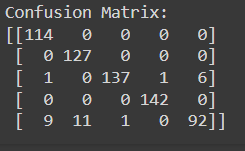 Confusion Matrix:
[[114   0   0   0   0]
 [  0 127   0   0   0]
 [  1   0 137   1   6]
 [  0   0   0 142   0]
 [  9  11   1   0  92]]